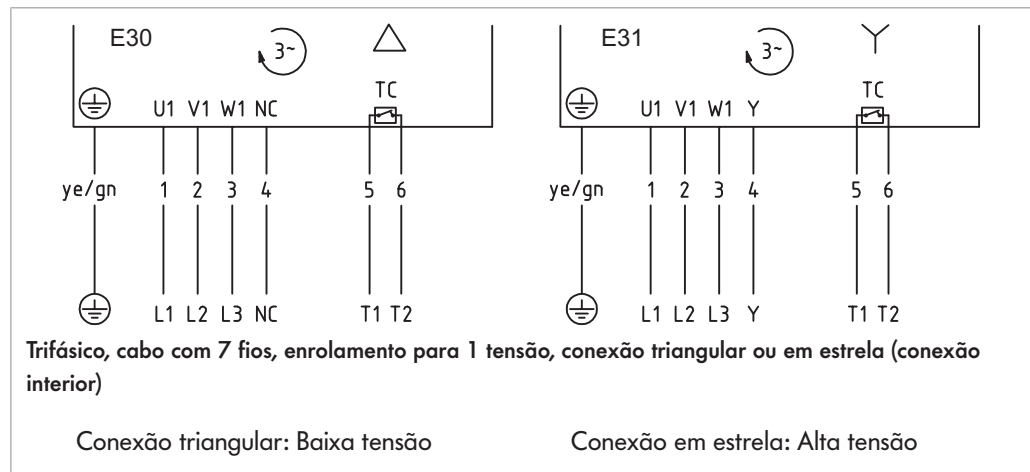 E30 3~ E31 3~
TC TC
U1 V1 W1 NC U1 V1 W1 Y
ye/gn 1 2 3 4 5 6 ye/gn 1 2 3 4 5 6
L1 L2 L3 NC T1 T2 L1 L2 L3 Y T1 T2
Trifásico, cabo com 7 fios, enrolamento para 1 tensão, conexão triangular ou em estrela (conexão
interior)
Conexão triangular: Baixa tensão Conexão em estrela: Alta tensão